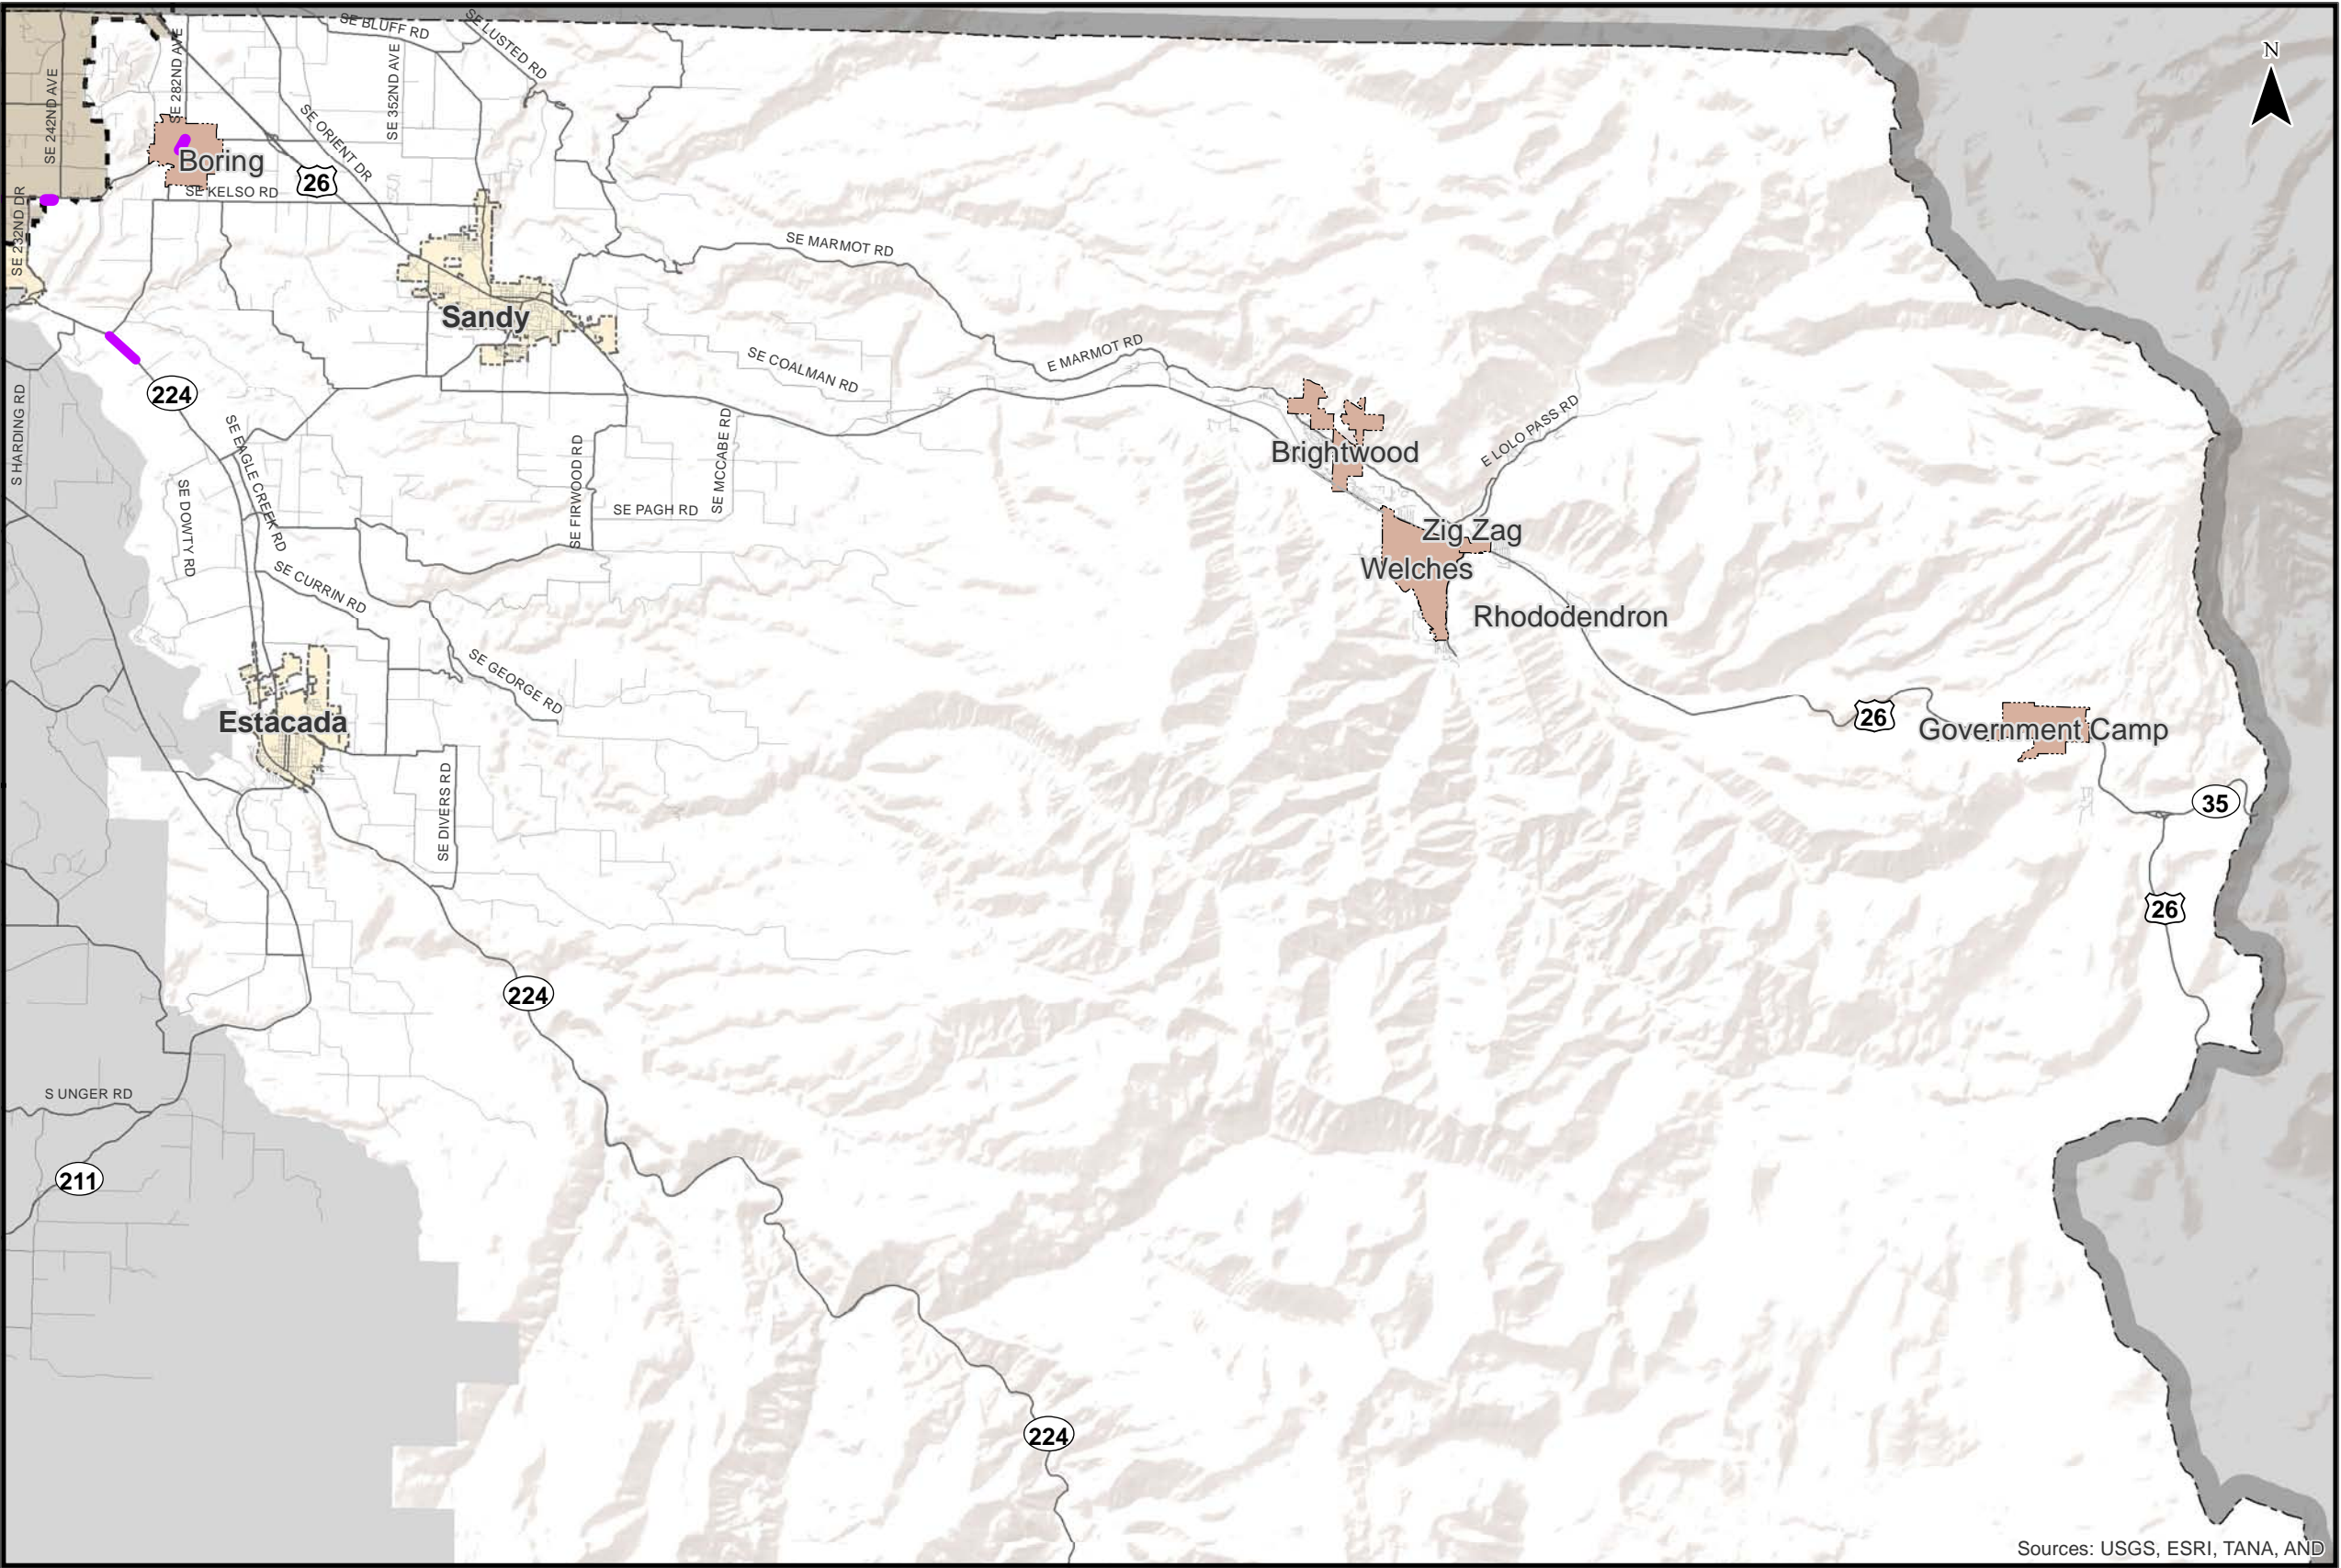 SE BLUFF RD
SE LUSTED RD
N
SE 242ND AVE
SE 282ND AVE
SE 352ND AVE
SE ORIENT DR
Boring
26
SE KELSO RD
SE 232ND DR
SE MARMOT RD
Sandy
SE COALMAN RD
E MARMOT RD
224
S HARDING RD
SE EAGLE CREEK RD
SE DOWTY RD
SE FIRWOOD RD
SE MCCABE RD
SE PAGH RD
Brightwood
E LOLO PASS RD
Zig Zag
Welches
Rhododendron
SE CURRIN RD
SE GEORGE RD
Estacada
26
Government Camp
SE DIVERS RD
35
26
224
S UNGER RD
211
224
Sources: USGS, ESRI, TANA, AND